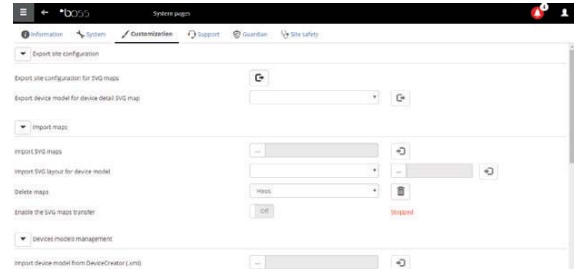 boss
System pages
Information
System
Customization
Support
Guardian
Site safety
Export site configuration
Export site configuration for SVG maps
Export device model for device detail SVG map
Import maps
Import SVG maps
...
Import SVG layout for device model
...
Delete maps
Off
Enable the SVG maps transfer
Stopped
Devices models management
Import device model from DeviceCreator (.xml)
...